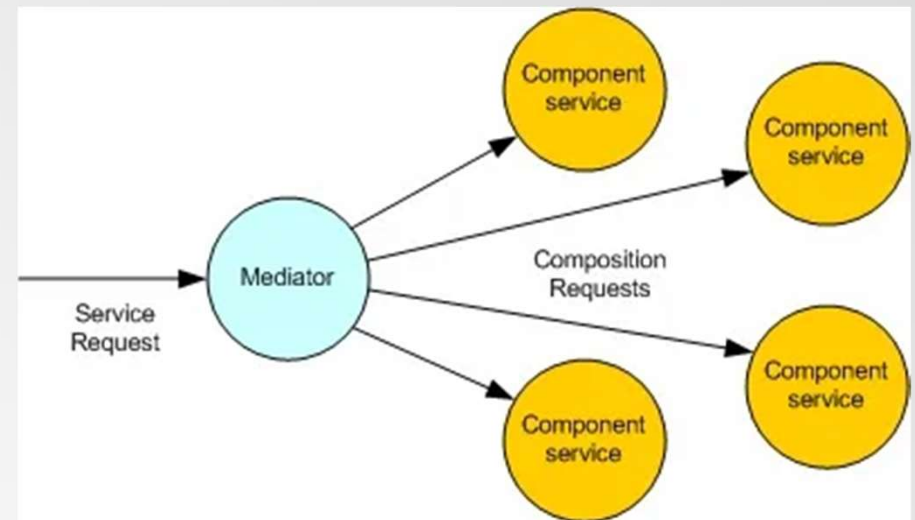 Component
service
Component
service
Mediator
Composition
Requests
Service
Request
Component
service
Component
service